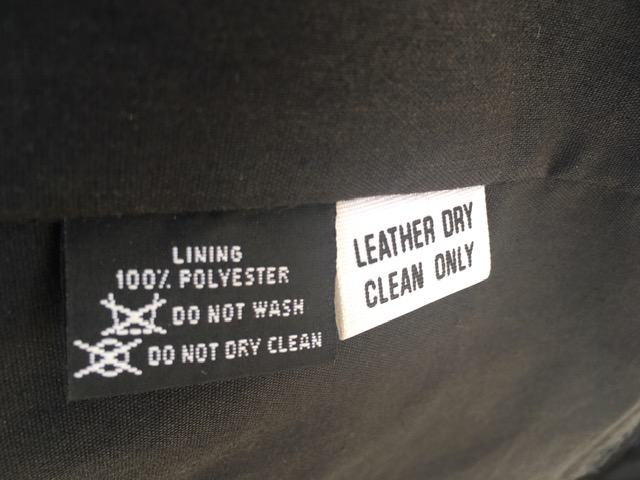 LINING
100% POLYESTER
DO NOT WASH
DO NOT DRY CLEAN
LEATHER DRY
CLEAN ONLY